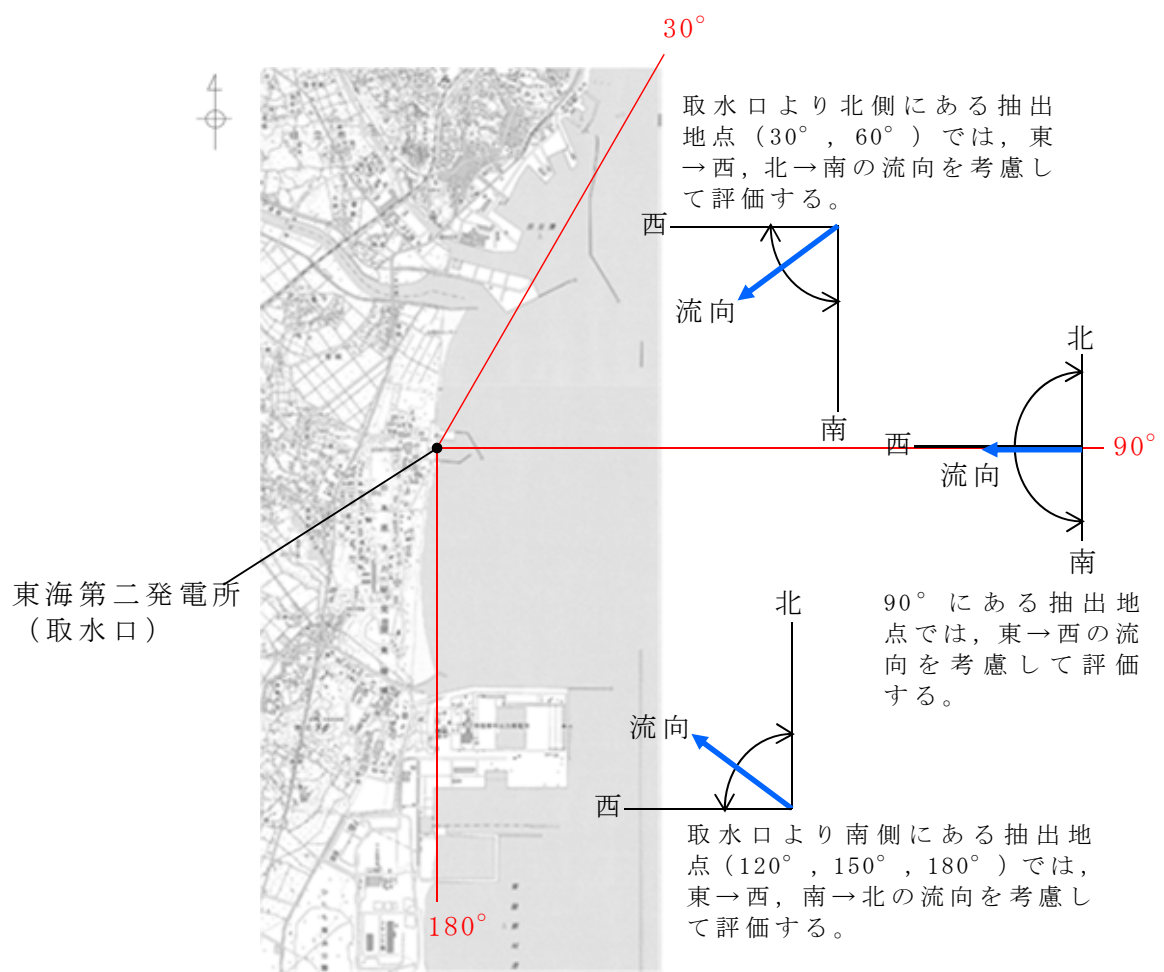 30°
取水口より北側にある抽出
地点（30°，60°）では，東
→西，北→南の流向を考慮し
て評価する。
西
流向
南
北
西
90°
流向
南
東海第二発電所
（取水口）
90°にある抽出地
点では，東→西の流
向を考慮して評価
する。
北
流向
西
取水口より南側にある抽出地
点（120°，150°，180°）では，
東→西，南→北の流向を考慮し
て評価する。
180°